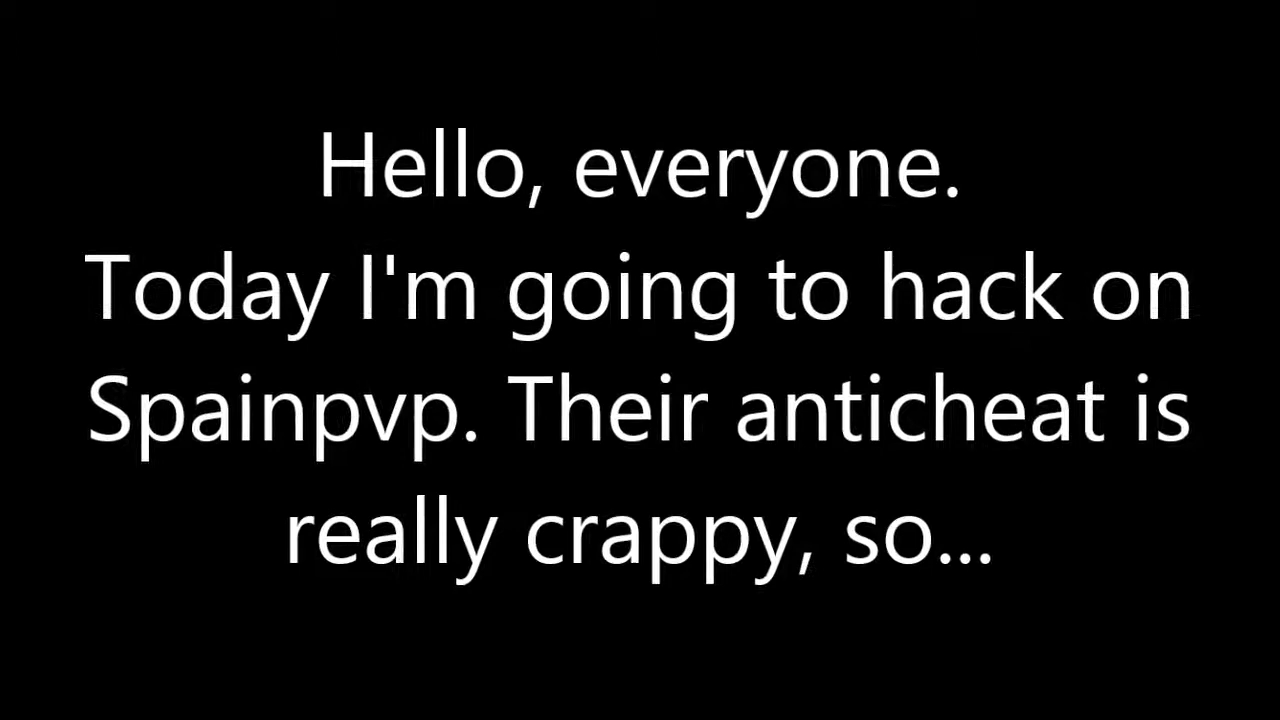 Hello, everyone.
Today I'm going to hack on
Spainpvp. Their anticheat is
really crappy, so...